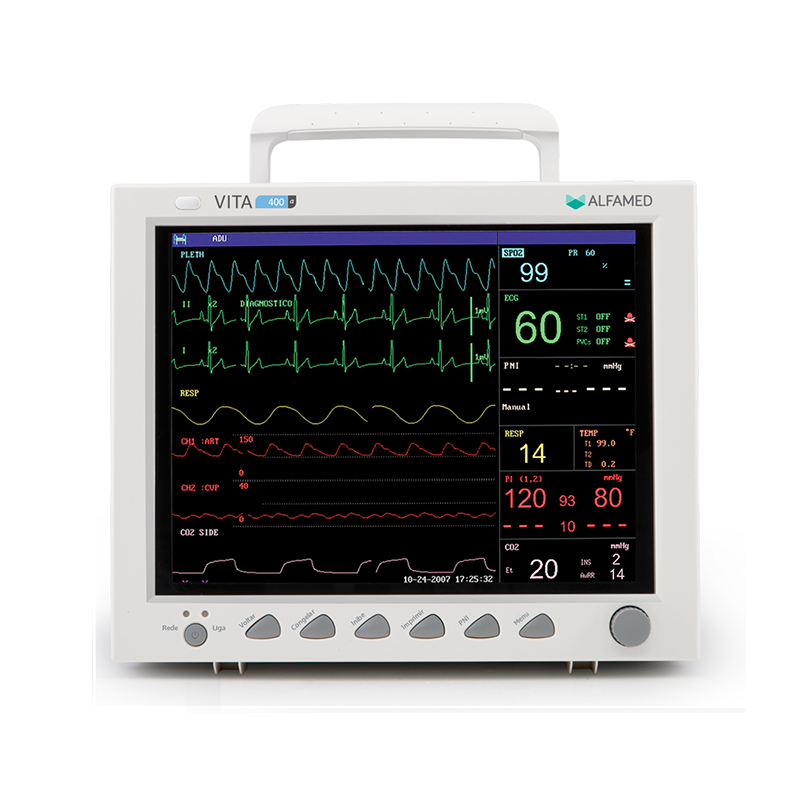 VITA 400 α
ALFAMED
ADU
PLETH
II x2 DIAGNOSTICO
1mV
I x2
1mV
RESP
CH1 :ART 150
0
CH2 :CVP 40
0
CO2 SIDE
10-24-2007 17:25:32
SPO2 PR 60
99 %
ECG
60
ST1 OFF
ST2 OFF
PVCs OFF
PNI --:-- mmHg
--- ... ---
Manual
RESP
14
TEMP °F
T1 99.0
T2
TD 0.2
PI (1,2) mmHg
120 93 80
--- 10 ---
CO2 mmHg
Et 20
INS 2
AwRR 14
Rede Liga
Voltar
Congelar
Inibe
Imprimir
PNI
Menu